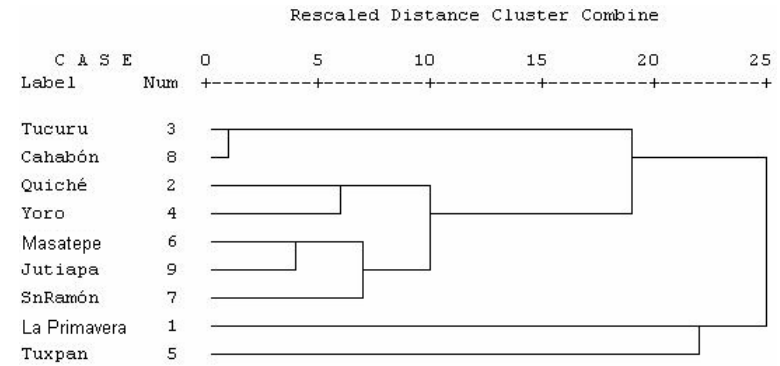 Rescaled Distance Cluster Combine
C A S E 0 5 10 15 20 25
Label Num +---------+---------+---------+---------+---------+
Tucuru 3
Cahabón 8
Quiché 2
Yoro 4
Masatepe 6
Jutiapa 9
SnRamón 7
La Primavera 1
Tuxpan 5